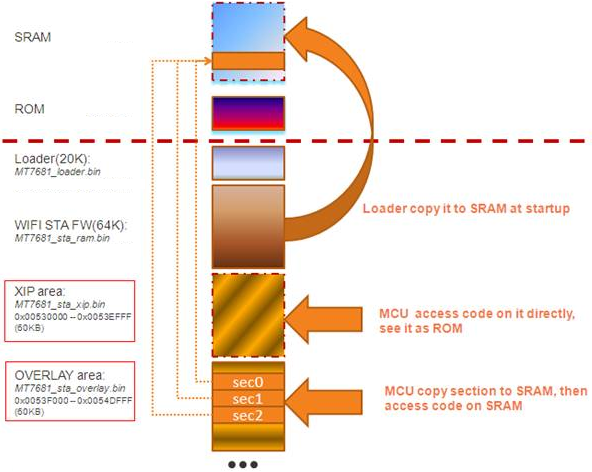 SRAM
ROM
Loader(20K):
MT7681_loader.bin
WIFI STA FW(64K):
MT7681_sta_ram.bin
Loader copy it to SRAM at startup
XIP area:
MT7681_sta_xip.bin
0x00530000 – 0x0053EFFF
(60KB)
MCU access code on it directly,
see it as ROM
OVERLAY area:
MT7681_sta_overlay.bin
0x0053F000 – 0x0054DFFF
(60KB)
sec0
sec1
sec2
MCU copy section to SRAM, then
access code on SRAM